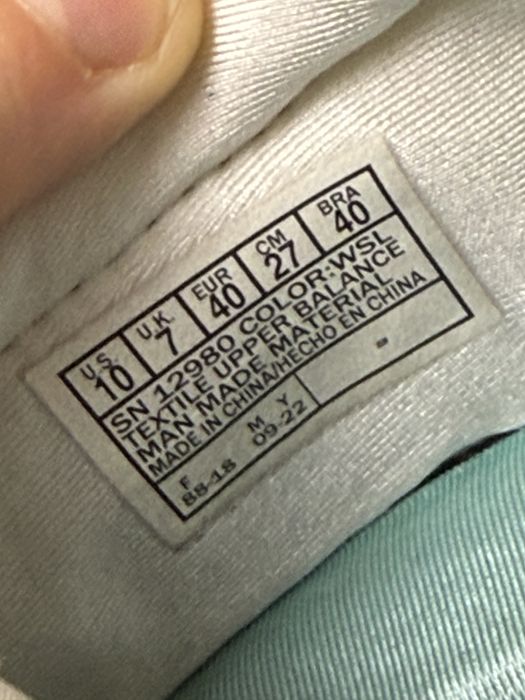 U.S. U.K. EUR CM BRA
10 7 40 27 40
SN 12980 COLOR:WSL
TEXTILE UPPER BALANCE
MAN MADE MATERIAL
MADE IN CHINA/HECHO EN CHINA
F M Y
88-18 09-22 -